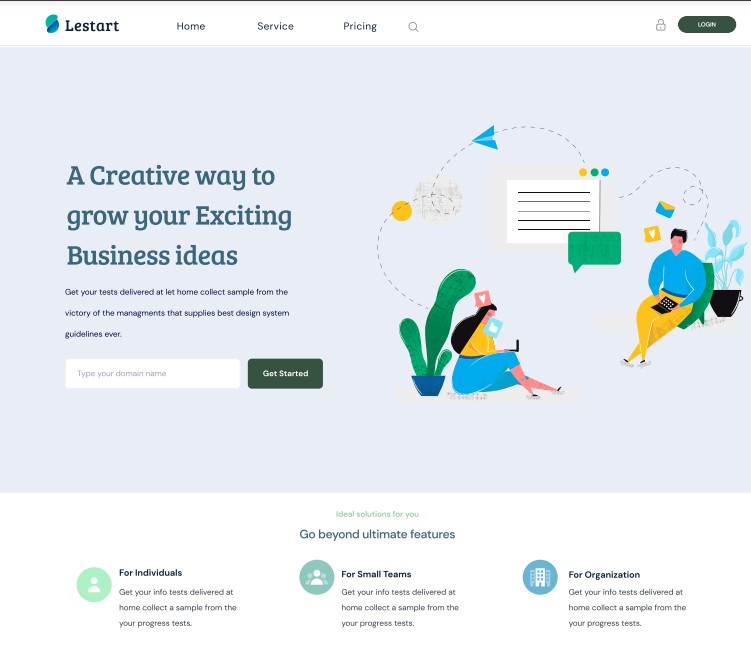 Lestart
Home Service Pricing
LOGIN
A Creative way to
grow your Exciting
Business ideas
Get your tests delivered at let home collect sample from the
victory of the managments that supplies best design system
guidelines ever.
Type your domain name
Get Started
Ideal solutions for you
Go beyond ultimate features
For Individuals
Get your info tests delivered at
home collect a sample from the
your progress tests.
For Small Teams
Get your info tests delivered at
home collect a sample from the
your progress tests.
For Organization
Get your info tests delivered at
home collect a sample from the
your progress tests.